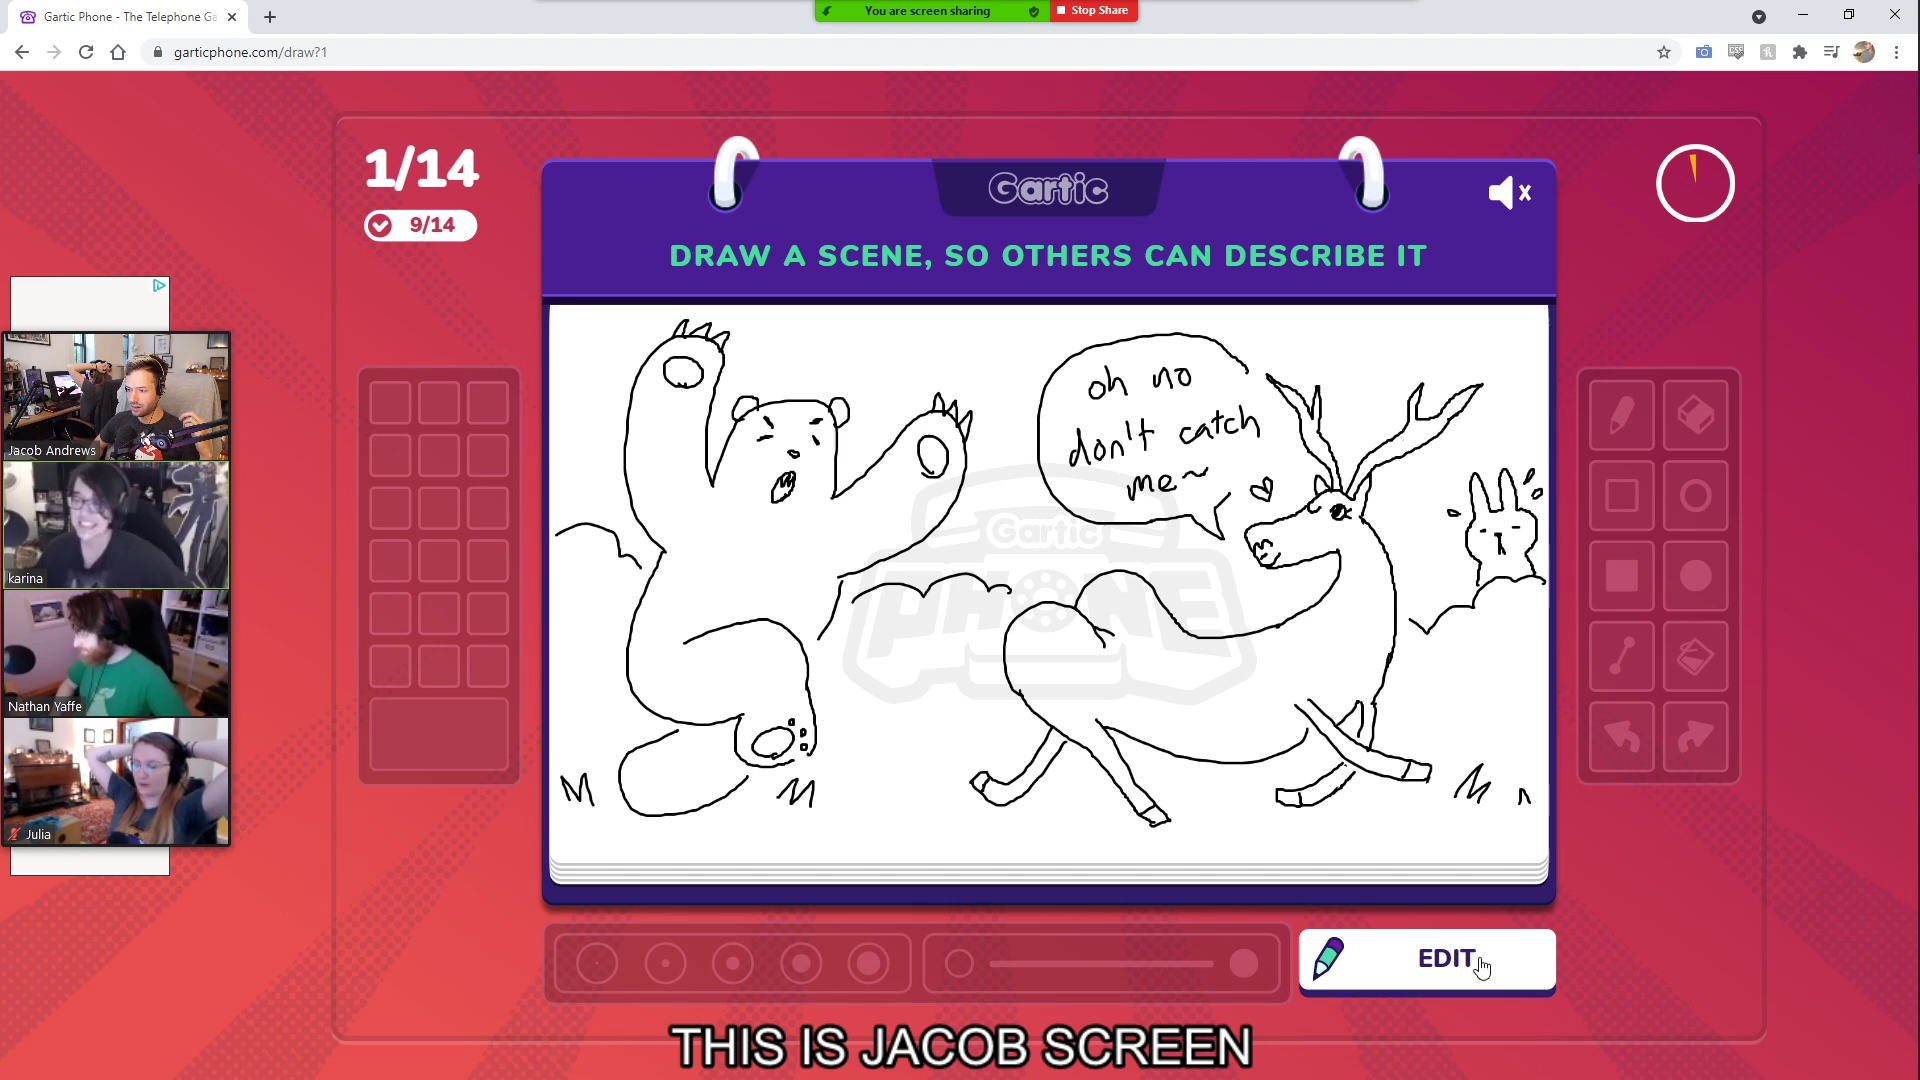 Gartic Phone - The Telephone Ga
You are screen sharing
Stop Share
garticphone.com/draw?1
1/14
9/14
Gartic
DRAW A SCENE, SO OTHERS CAN DESCRIBE IT
oh no
don't catch
me~
Gartic
PHONE
Jacob Andrews
karina
Nathan Yaffe
Julia
EDIT
THIS IS JACOB SCREEN